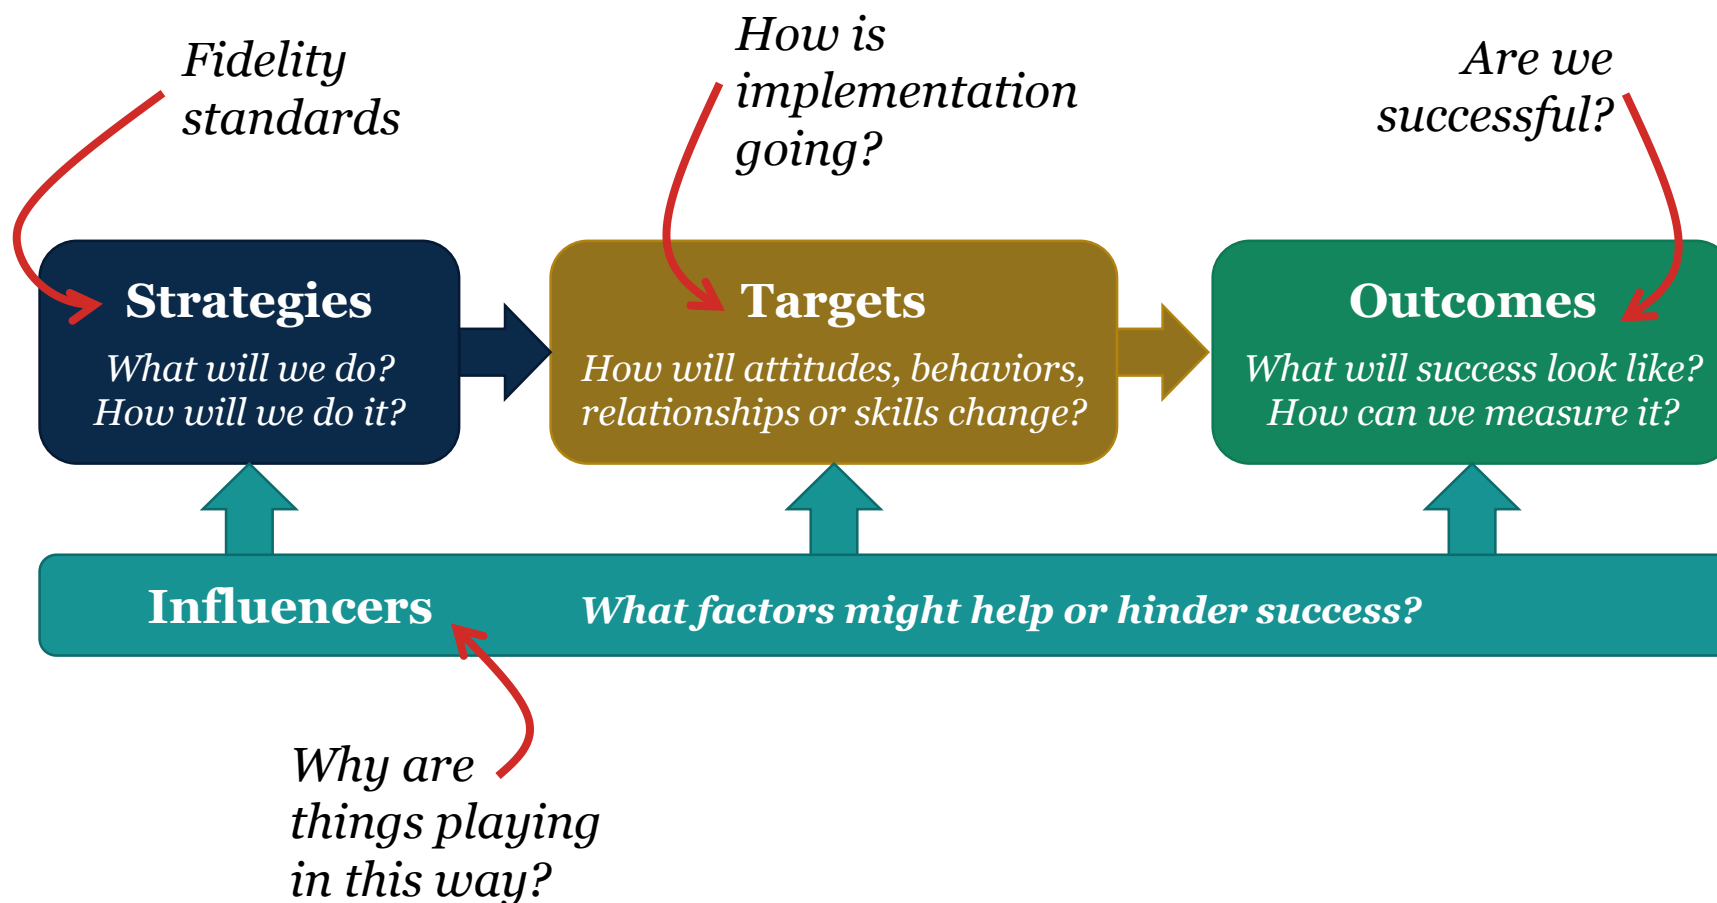 Fidelity
standards
How is
implementation
going?
Are we
successful?
Strategies
What will we do?
How will we do it?
Targets
How will attitudes, behaviors,
relationships or skills change?
Outcomes
What will success look like?
How can we measure it?
Influencers
What factors might help or hinder success?
Why are
things playing
in this way?